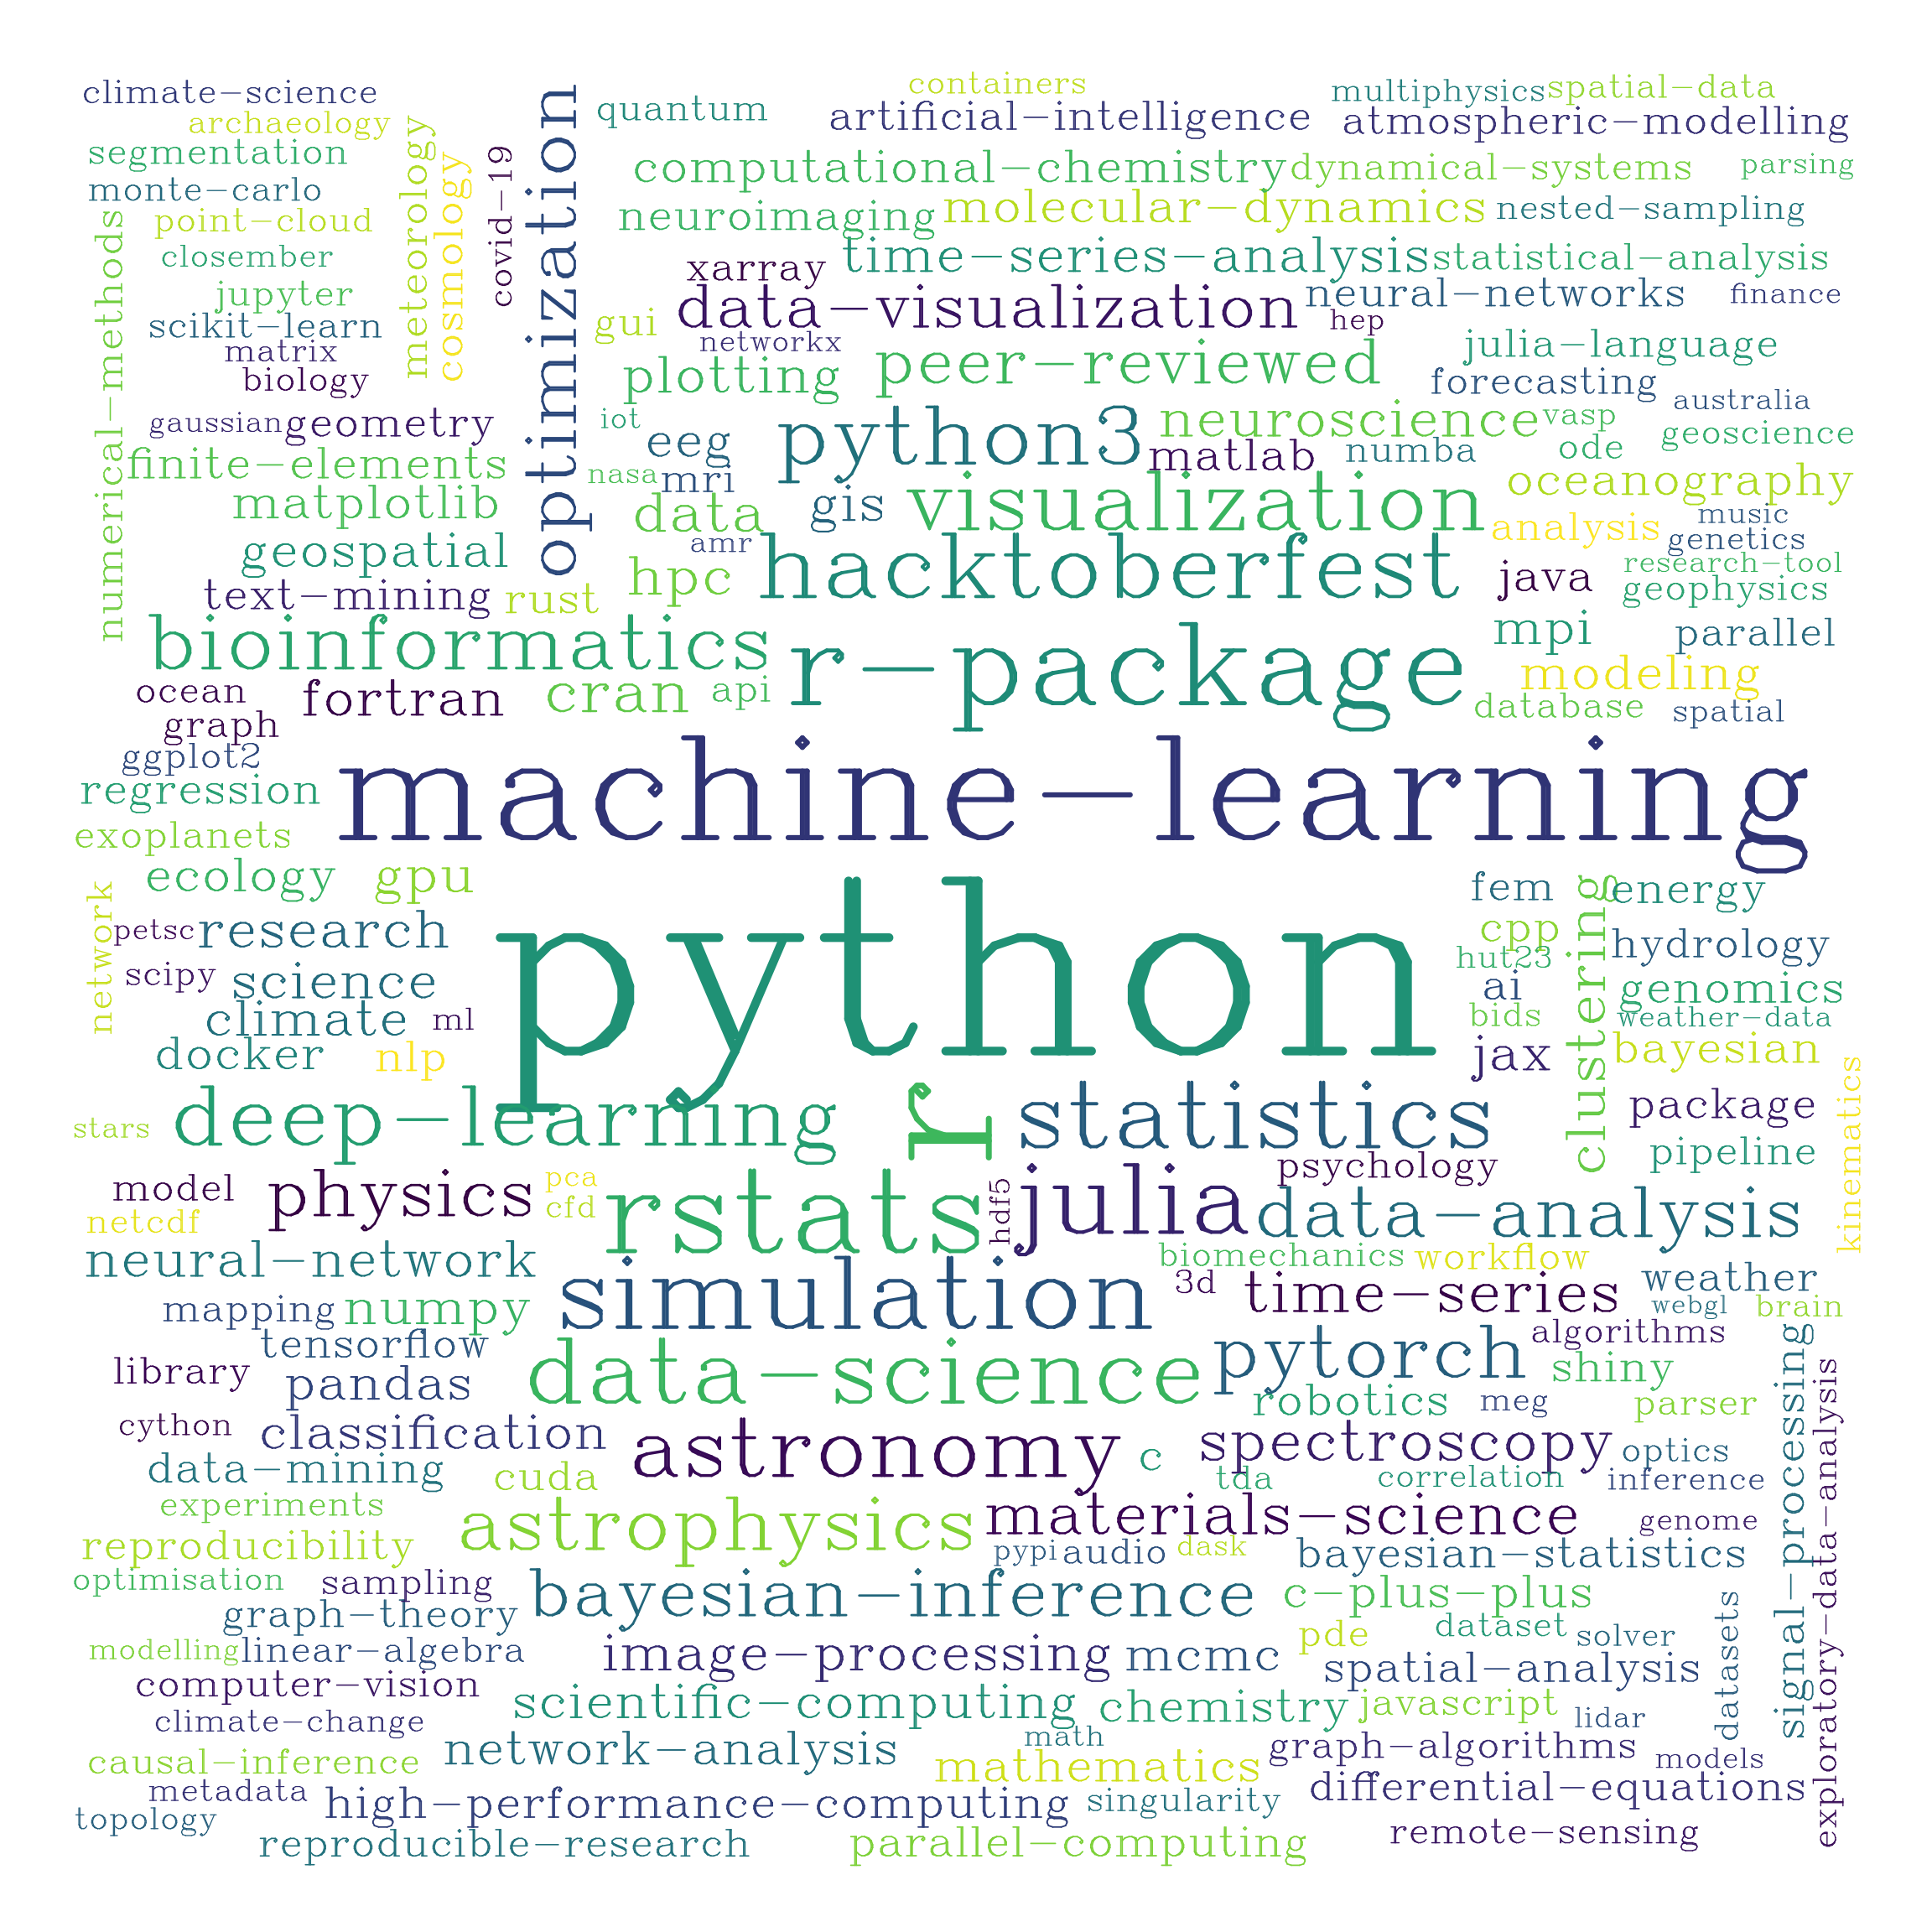 climate-science
containers
multiphysics
spatial-data
archaeology
quantum
artificial-intelligence
atmospheric-modelling
segmentation
meteorology
cosmology
covid-19
optimization
computational-chemistry
dynamical-systems
parsing
monte-carlo
point-cloud
numerical-methods
neuroimaging
molecular-dynamics
nested-sampling
closember
xarray
time-series-analysis
statistical-analysis
jupyter
data-visualization
neural-networks
finance
scikit-learn
gui
hep
matrix
networkx
peer-reviewed
julia-language
biology
plotting
forecasting
australia
gaussian
geometry
iot
eeg
python3
neuroscience
vasp
geoscience
finite-elements
nasa
mri
matlab
numba
ode
matplotlib
data
gis
visualization
oceanography
geospatial
amr
analysis
music
genetics
text-mining
rust
hpc
hacktoberfest
java
research-tool
geophysics
bioinformatics
r-package
mpi
parallel
ocean
fortran
cran
api
modeling
graph
database
spatial
ggplot2
regression
machine-learning
exoplanets
ecology
gpu
fem
clustering
energy
network
petsc
research
python
cpp
hydrology
hut23
scipy
science
ai
genomics
climate
ml
bids
weather-data
docker
nlp
jax
bayesian
kinematics
stars
deep-learning
r
statistics
package
pipeline
model
physics
pca
rstats
hdf5
julia
psychology
netcdf
cfd
data-analysis
neural-network
biomechanics
workflow
mapping
numpy
simulation
3d
time-series
weather
webgl
brain
tensorflow
algorithms
library
pandas
data-science
pytorch
shiny
signal-processing
exploratory-data-analysis
cython
classification
robotics
meg
parser
data-mining
cuda
astronomy
c
spectroscopy
optics
tda
correlation
inference
experiments
astrophysics
materials-science
genome
reproducibility
pypi
audio
dask
bayesian-statistics
optimisation
sampling
bayesian-inference
c-plus-plus
datasets
graph-theory
pde
dataset
solver
modelling
linear-algebra
image-processing
mcmc
spatial-analysis
computer-vision
scientific-computing
chemistry
javascript
climate-change
lidar
causal-inference
network-analysis
math
graph-algorithms
models
metadata
mathematics
differential-equations
topology
high-performance-computing
singularity
reproducible-research
parallel-computing
remote-sensing